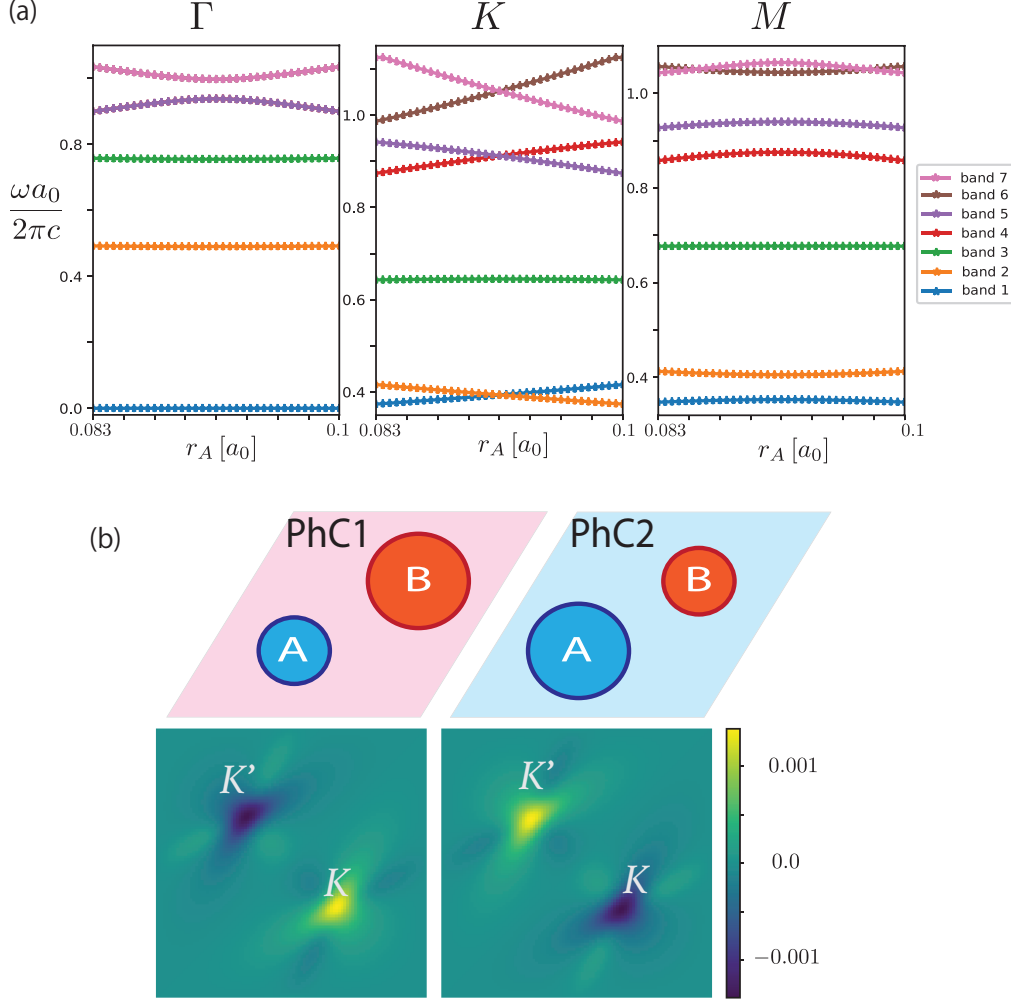 (a)
Γ K M
ωa₀
2πc
0.8
0.4
0.0
1.0
0.8
0.6
0.4
1.0
0.8
0.6
0.4
0.083 0.1
0.083 0.1
0.083 0.1
r_A [a₀]
r_A [a₀]
r_A [a₀]
band 7
band 6
band 5
band 4
band 3
band 2
band 1
(b)
PhC1
B
A
PhC2
B
A
K’
K
K’
K
0.001
0.0
−0.001